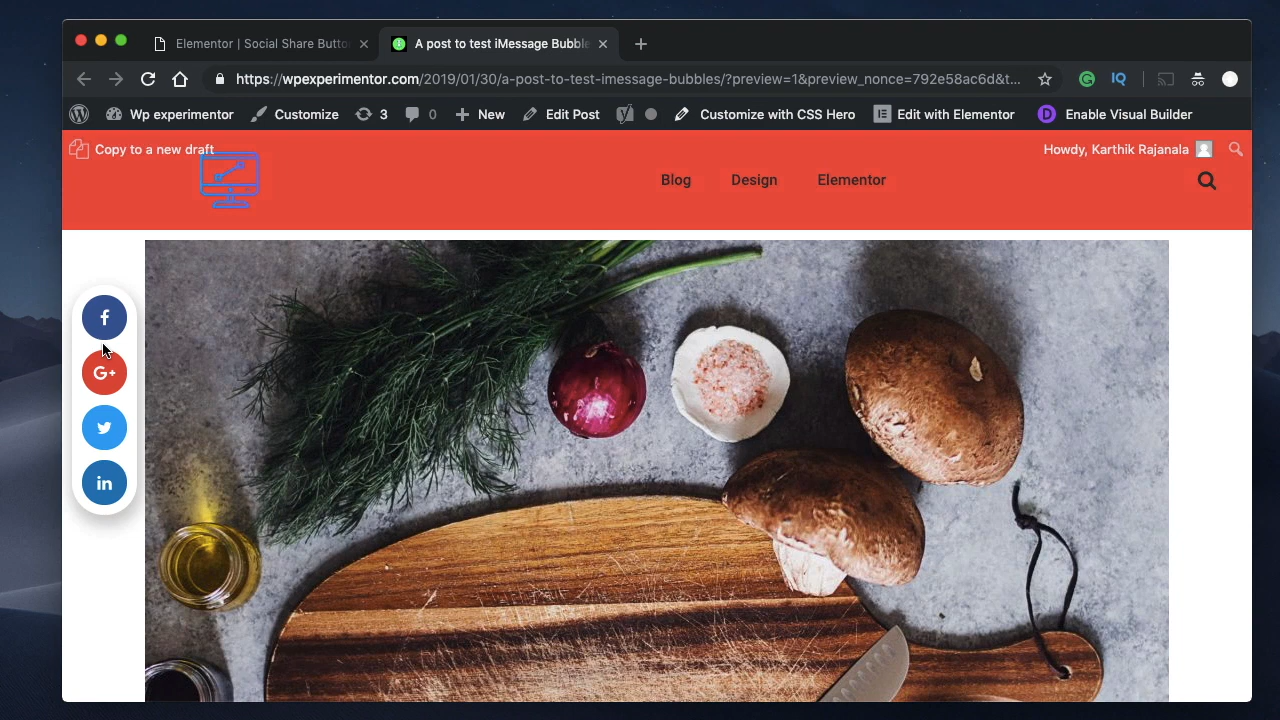 Elementor | Social Share Butto
A post to test iMessage Bubble
https://wpexperimentor.com/2019/01/30/a-post-to-test-imessage-bubbles/?preview=1&preview_nonce=792e58ac6d&t...
IQ
Wp experimentor Customize 3 0 New Edit Post Customize with CSS Hero Edit with Elementor D Enable Visual Builder
Copy to a new draft Howdy, Karthik Rajanala
Blog Design Elementor
f
G+
in